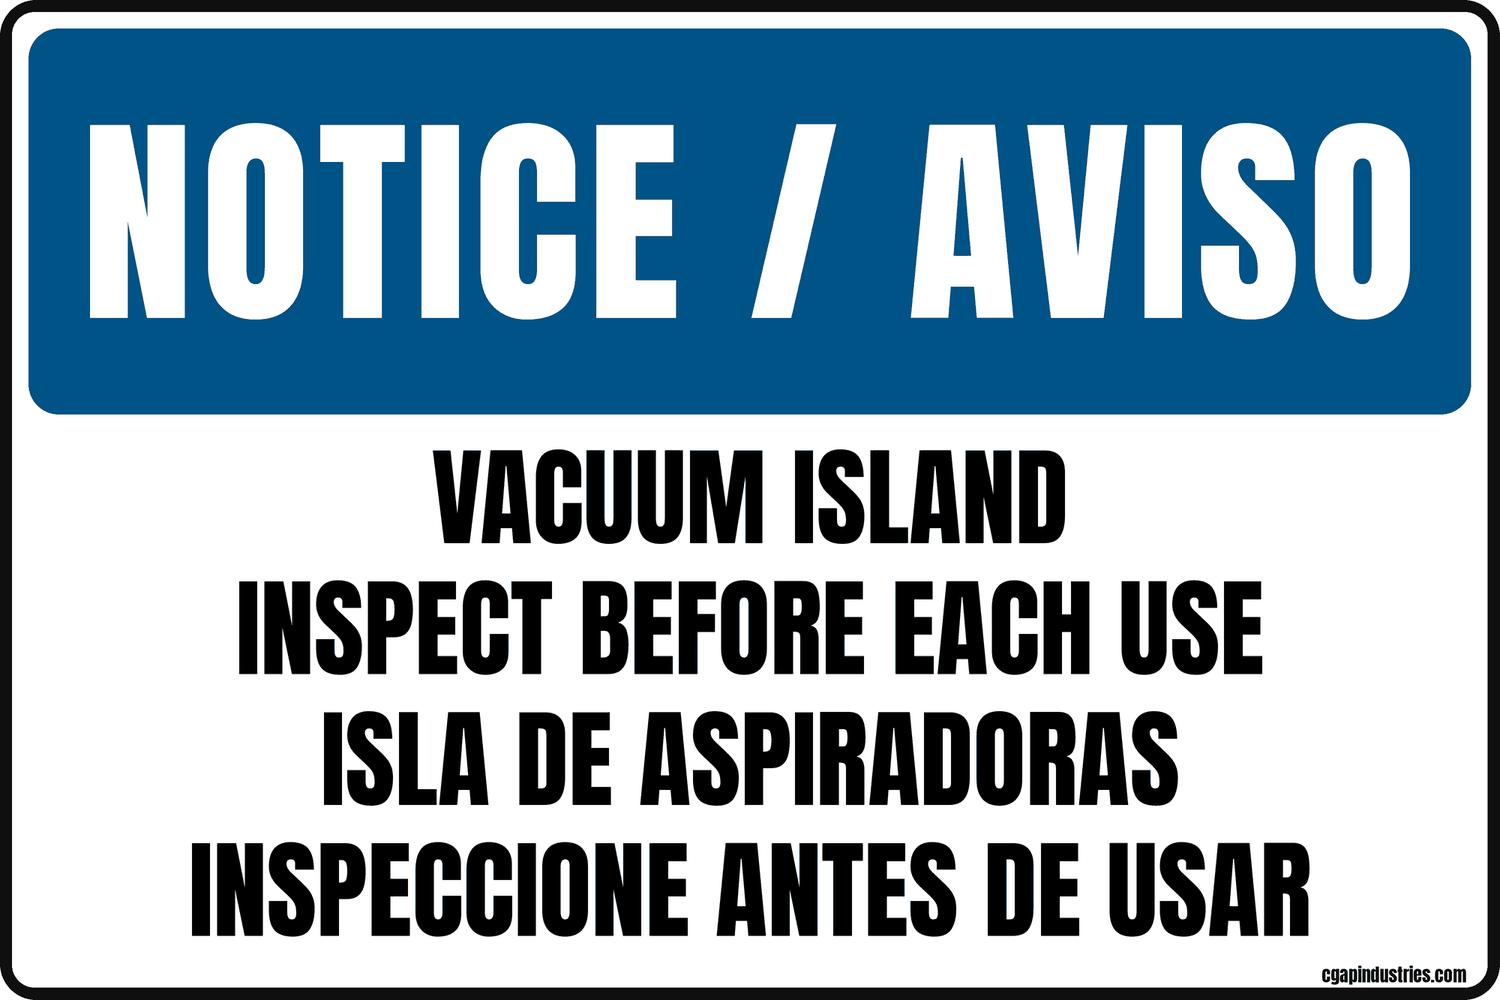 NOTICE / AVISO
VACUUM ISLAND
INSPECT BEFORE EACH USE
ISLA DE ASPIRADORAS
INSPECCIONE ANTES DE USAR
cgapindustries.com